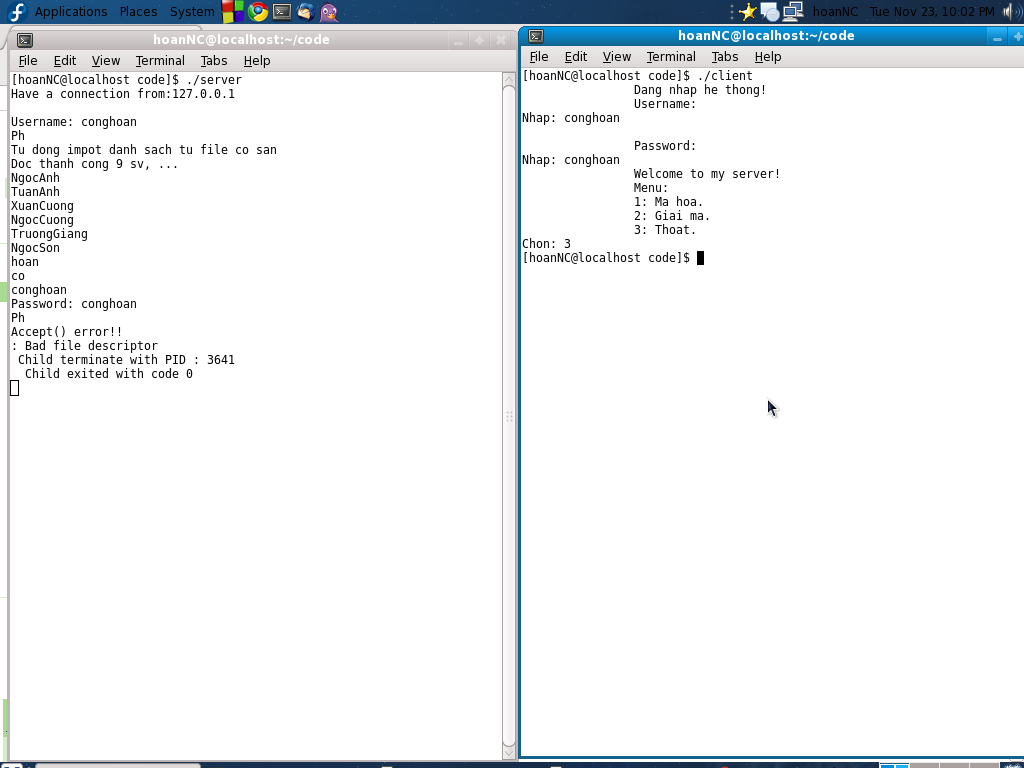 Applications Places System hoanNC Tue Nov 23, 10:02 PM
hoanNC@localhost:~/code
File Edit View Terminal Tabs Help
[hoanNC@localhost code]$ ./server
Have a connection from:127.0.0.1
Username: conghoan
Ph
Tu dong impot danh sach tu file co san
Doc thanh cong 9 sv, ...
NgocAnh
TuanAnh
XuanCuong
NgocCuong
TruongGiang
NgocSon
hoan
co
conghoan
Password: conghoan
Ph
Accept() error!!
: Bad file descriptor
Child terminate with PID : 3641
Child exited with code 0
hoanNC@localhost:~/code
File Edit View Terminal Tabs Help
[hoanNC@localhost code]$ ./client
Dang nhap he thong!
Username:
Nhap: conghoan
Password:
Nhap: conghoan
Welcome to my server!
Menu:
1: Ma hoa.
2: Giai ma.
3: Thoat.
Chon: 3
[hoanNC@localhost code]$